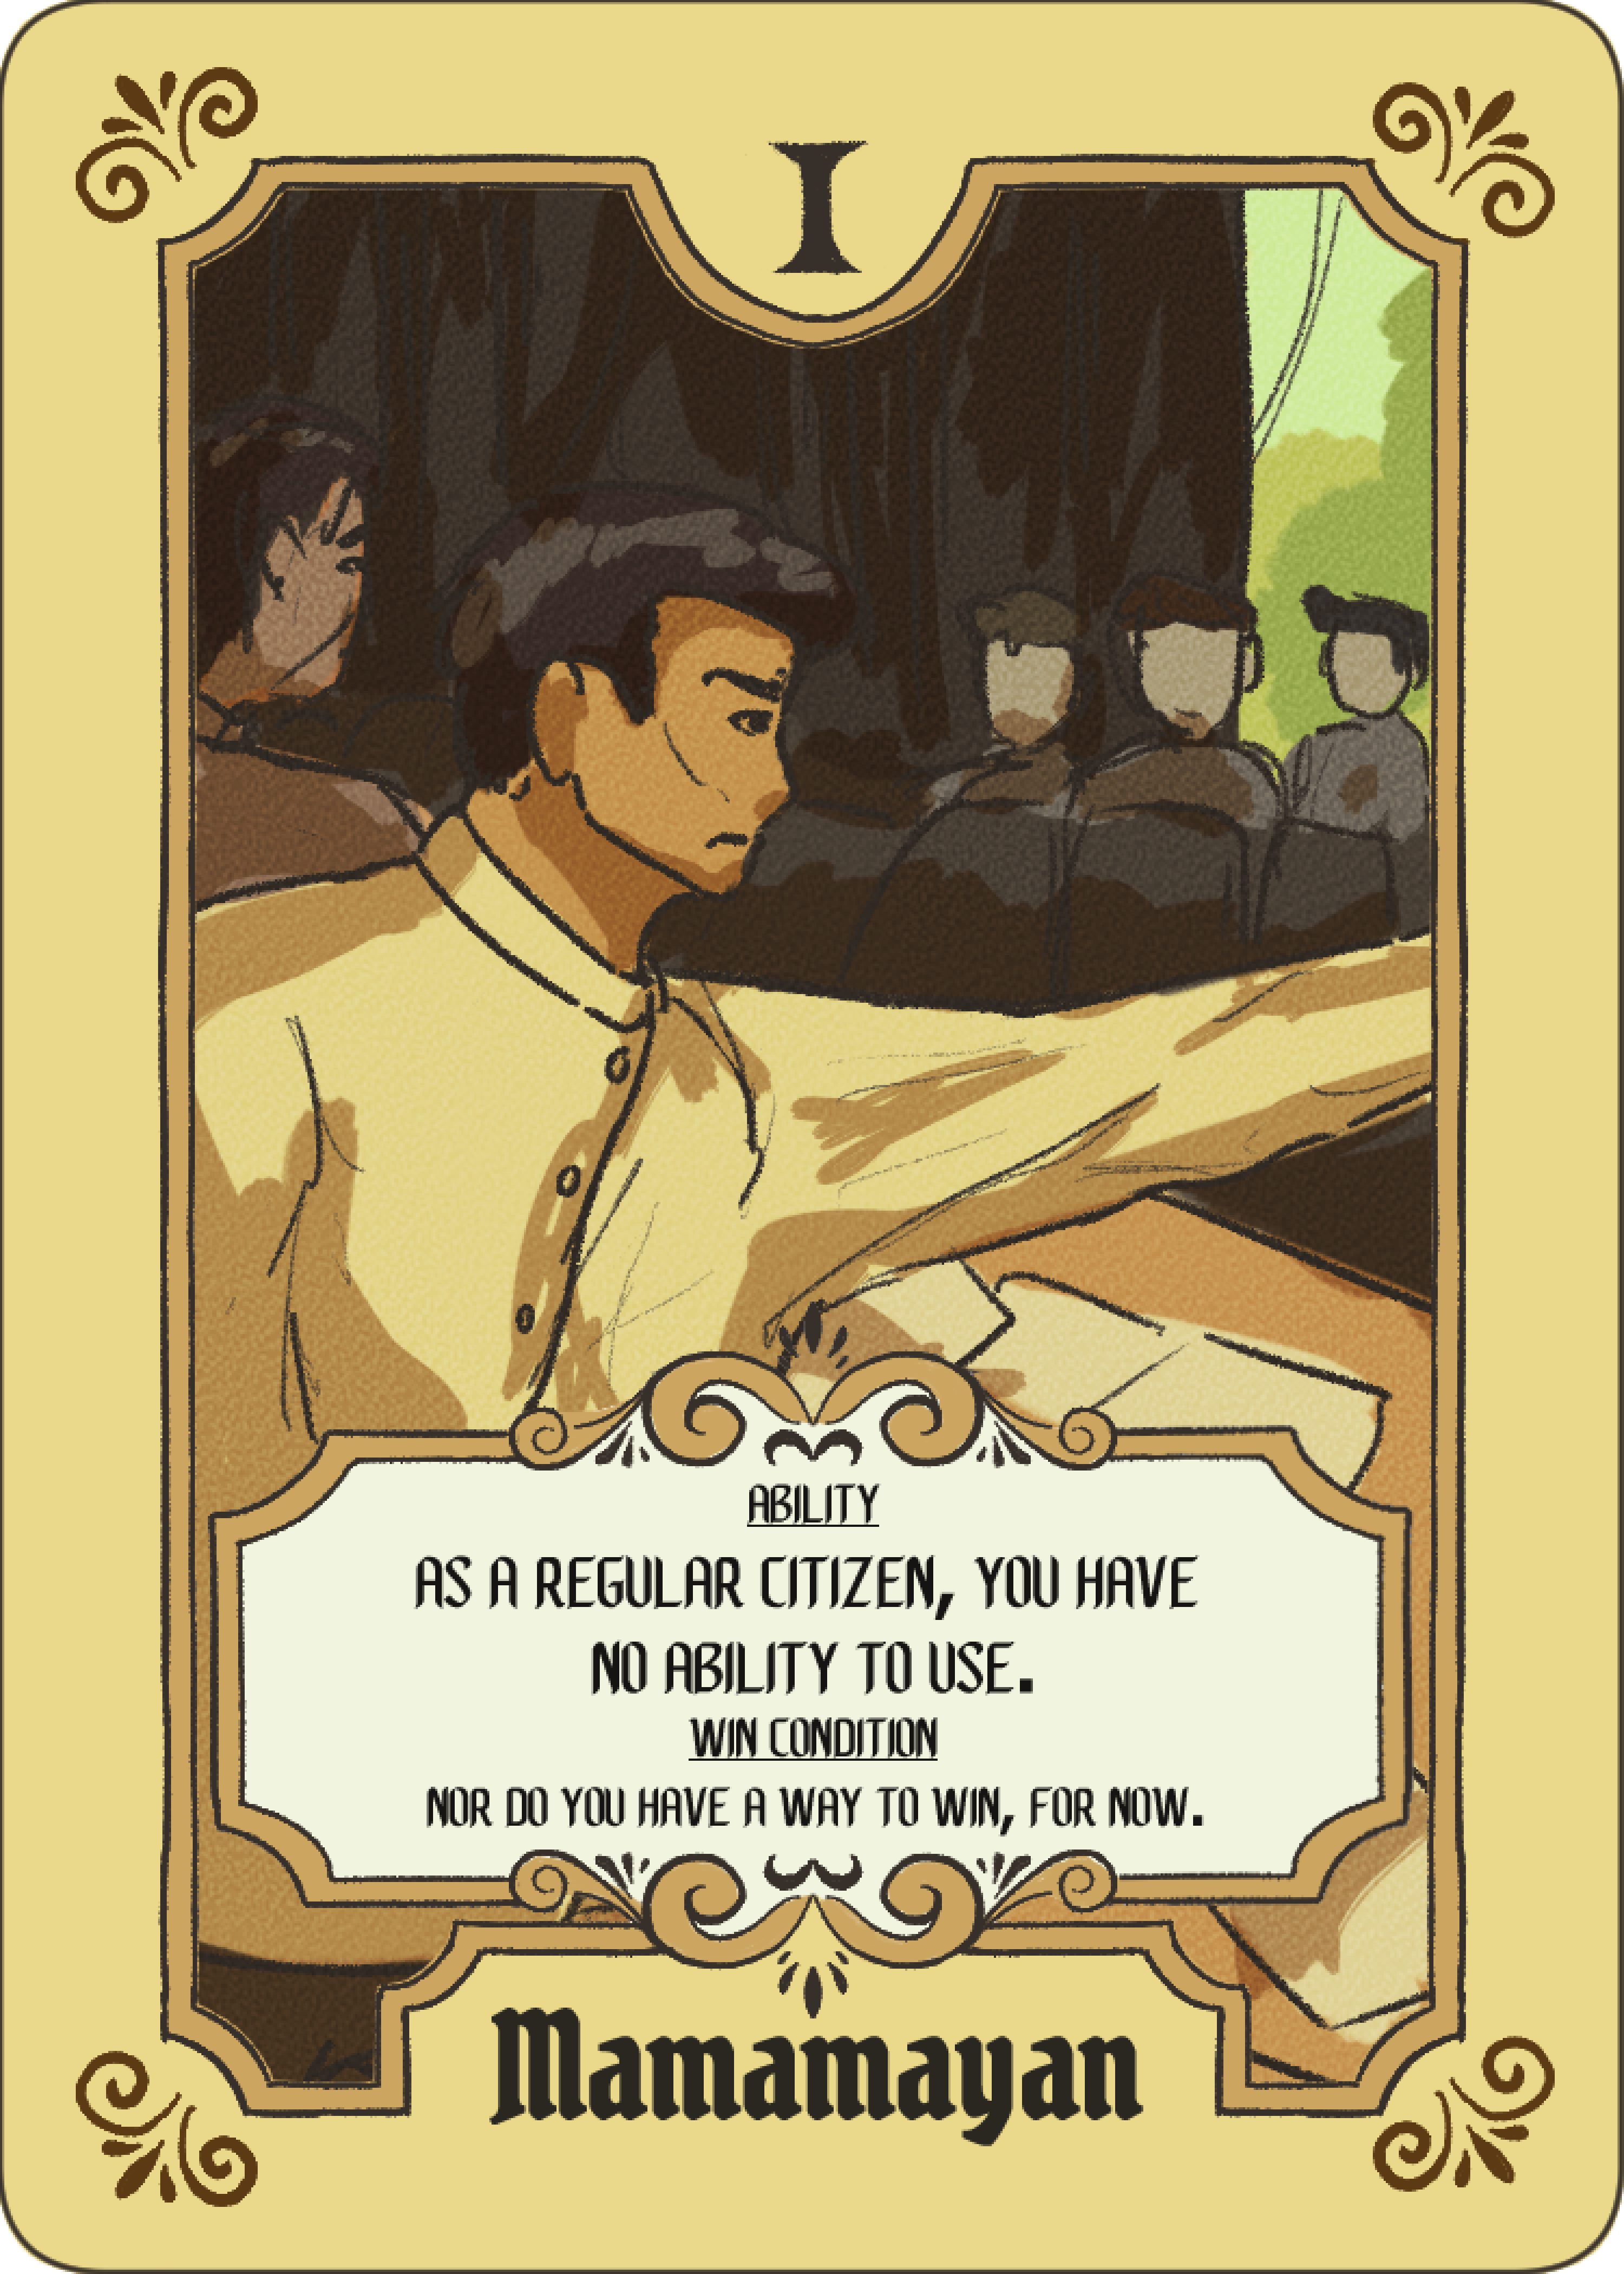 I
ABILITY
AS A REGULAR CITIZEN, YOU HAVE
NO ABILITY TO USE.
WIN CONDITION
NOR DO YOU HAVE A WAY TO WIN, FOR NOW.
Mamamayan